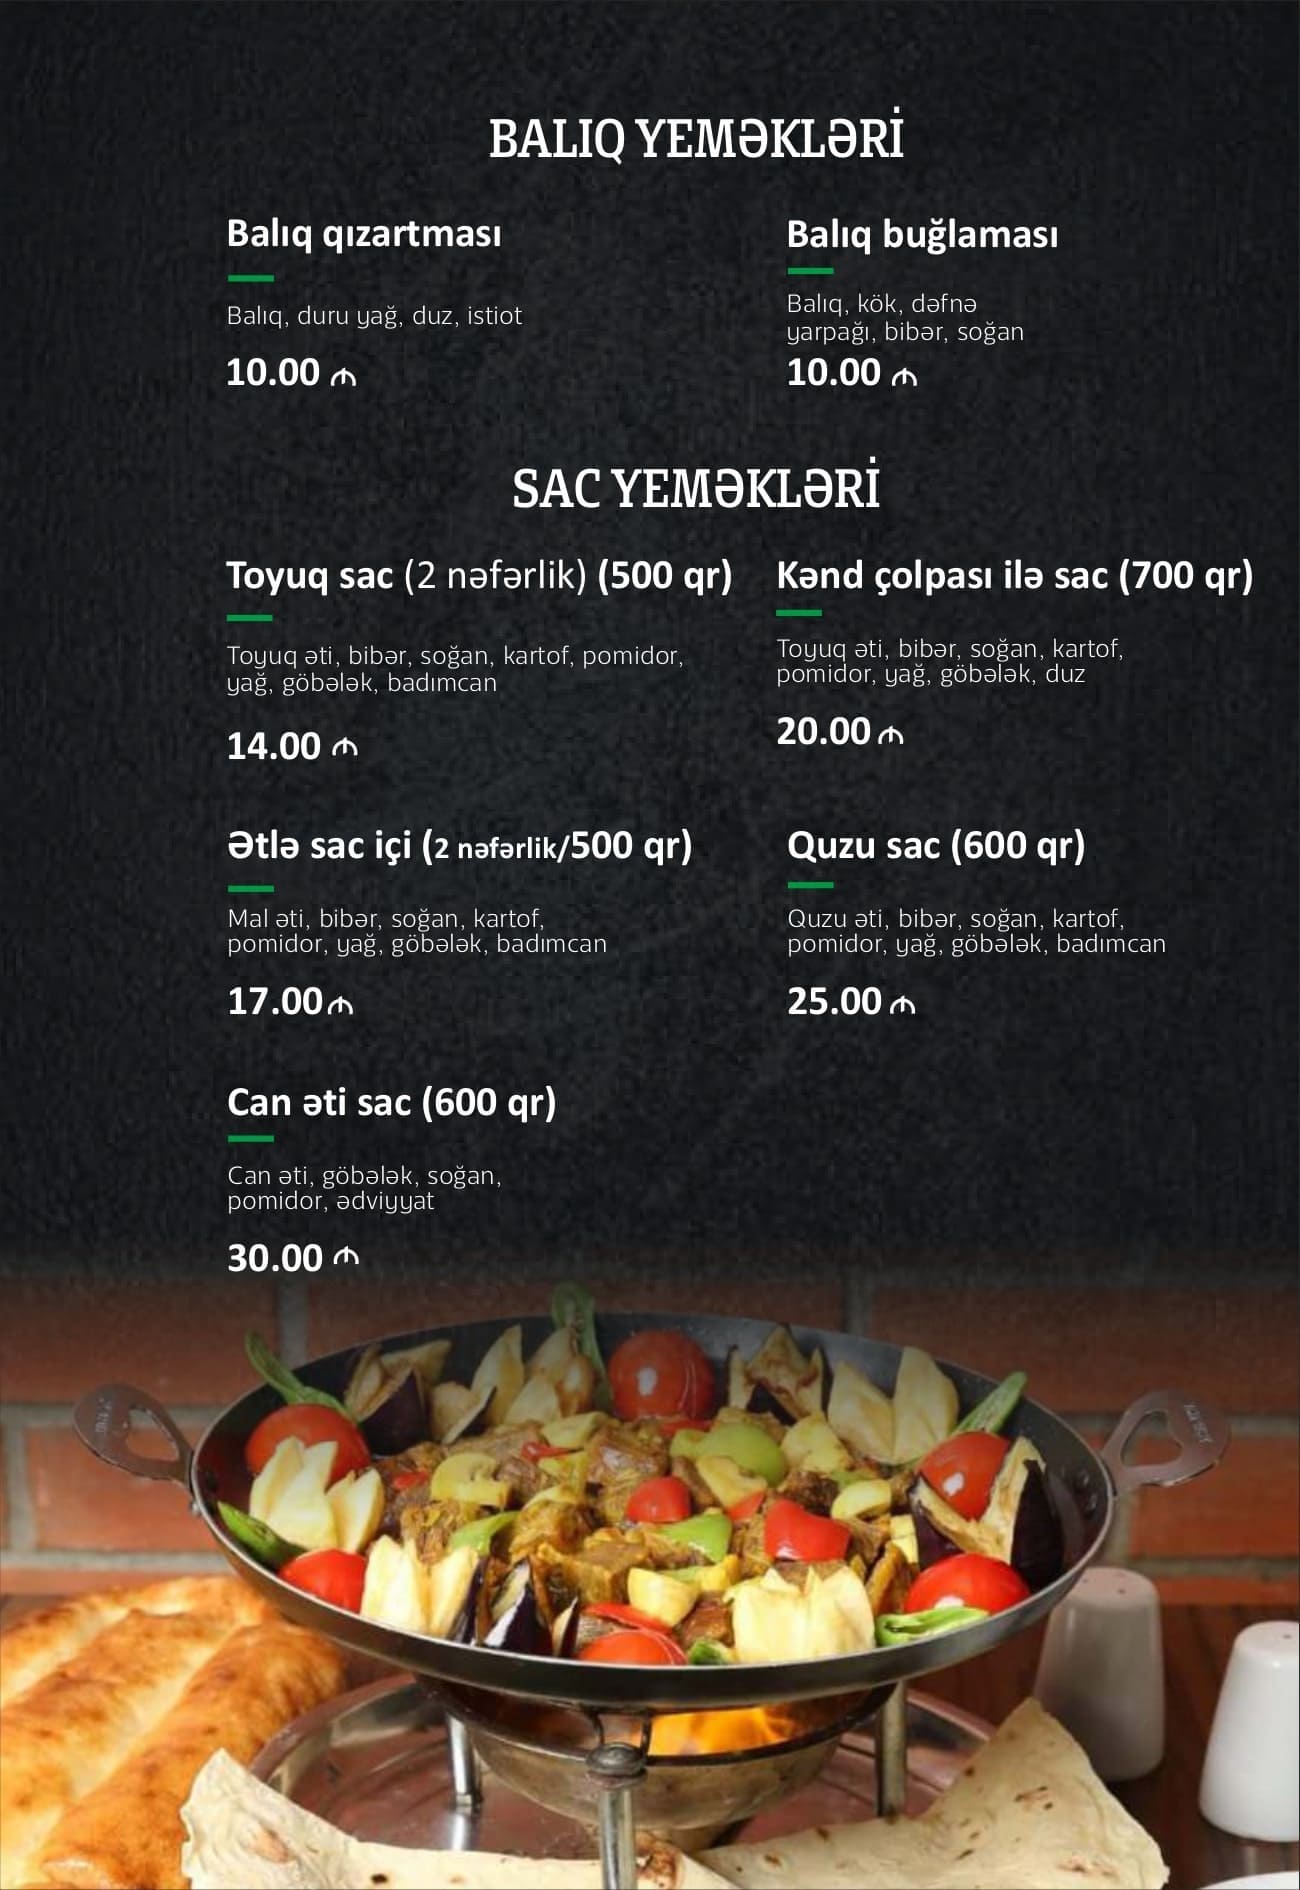 BALIQ YEMƏKLƏRİ
Balıq qızartması
Balıq, duru yağ, duz, istiot
10.00 ₼
Balıq buğlaması
Balıq, kök, dəfnə
yarpağı, bibər, soğan
10.00 ₼
SAC YEMƏKLƏRİ
Toyuq sac (2 nəfərlik) (500 qr)
Toyuq əti, bibər, soğan, kartof, pomidor,
yağ, göbələk, badımcan
14.00 ₼
Kənd çolpası ilə sac (700 qr)
Toyuq əti, bibər, soğan, kartof,
pomidor, yağ, göbələk, duz
20.00 ₼
Ətlə sac içi (2 nəfərlik/500 qr)
Mal əti, bibər, soğan, kartof,
pomidor, yağ, göbələk, badımcan
17.00 ₼
Quzu sac (600 qr)
Quzu əti, bibər, soğan, kartof,
pomidor, yağ, göbələk, badımcan
25.00 ₼
Can əti sac (600 qr)
Can əti, göbələk, soğan,
pomidor, ədviyyat
30.00 ₼